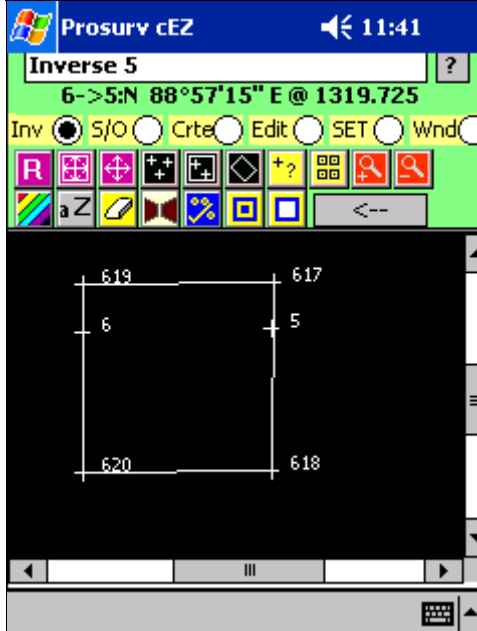 Prosurv cEZ 11:41
Inverse 5 ?
6->5:N 88°57'15" E @ 1319.725
Inv S/O Crte Edit SET Wnd
R +?
aZ % <--
619 617
6 5
620 618